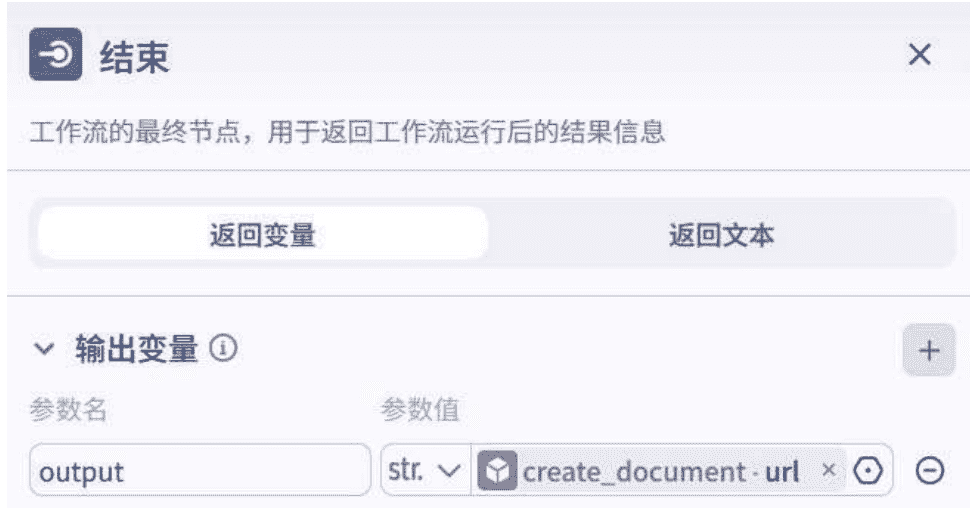 结束
工作流的最终节点，用于返回工作流运行后的结果信息
返回变量 返回文本
输出变量
参数名 参数值
output str. create_document · url